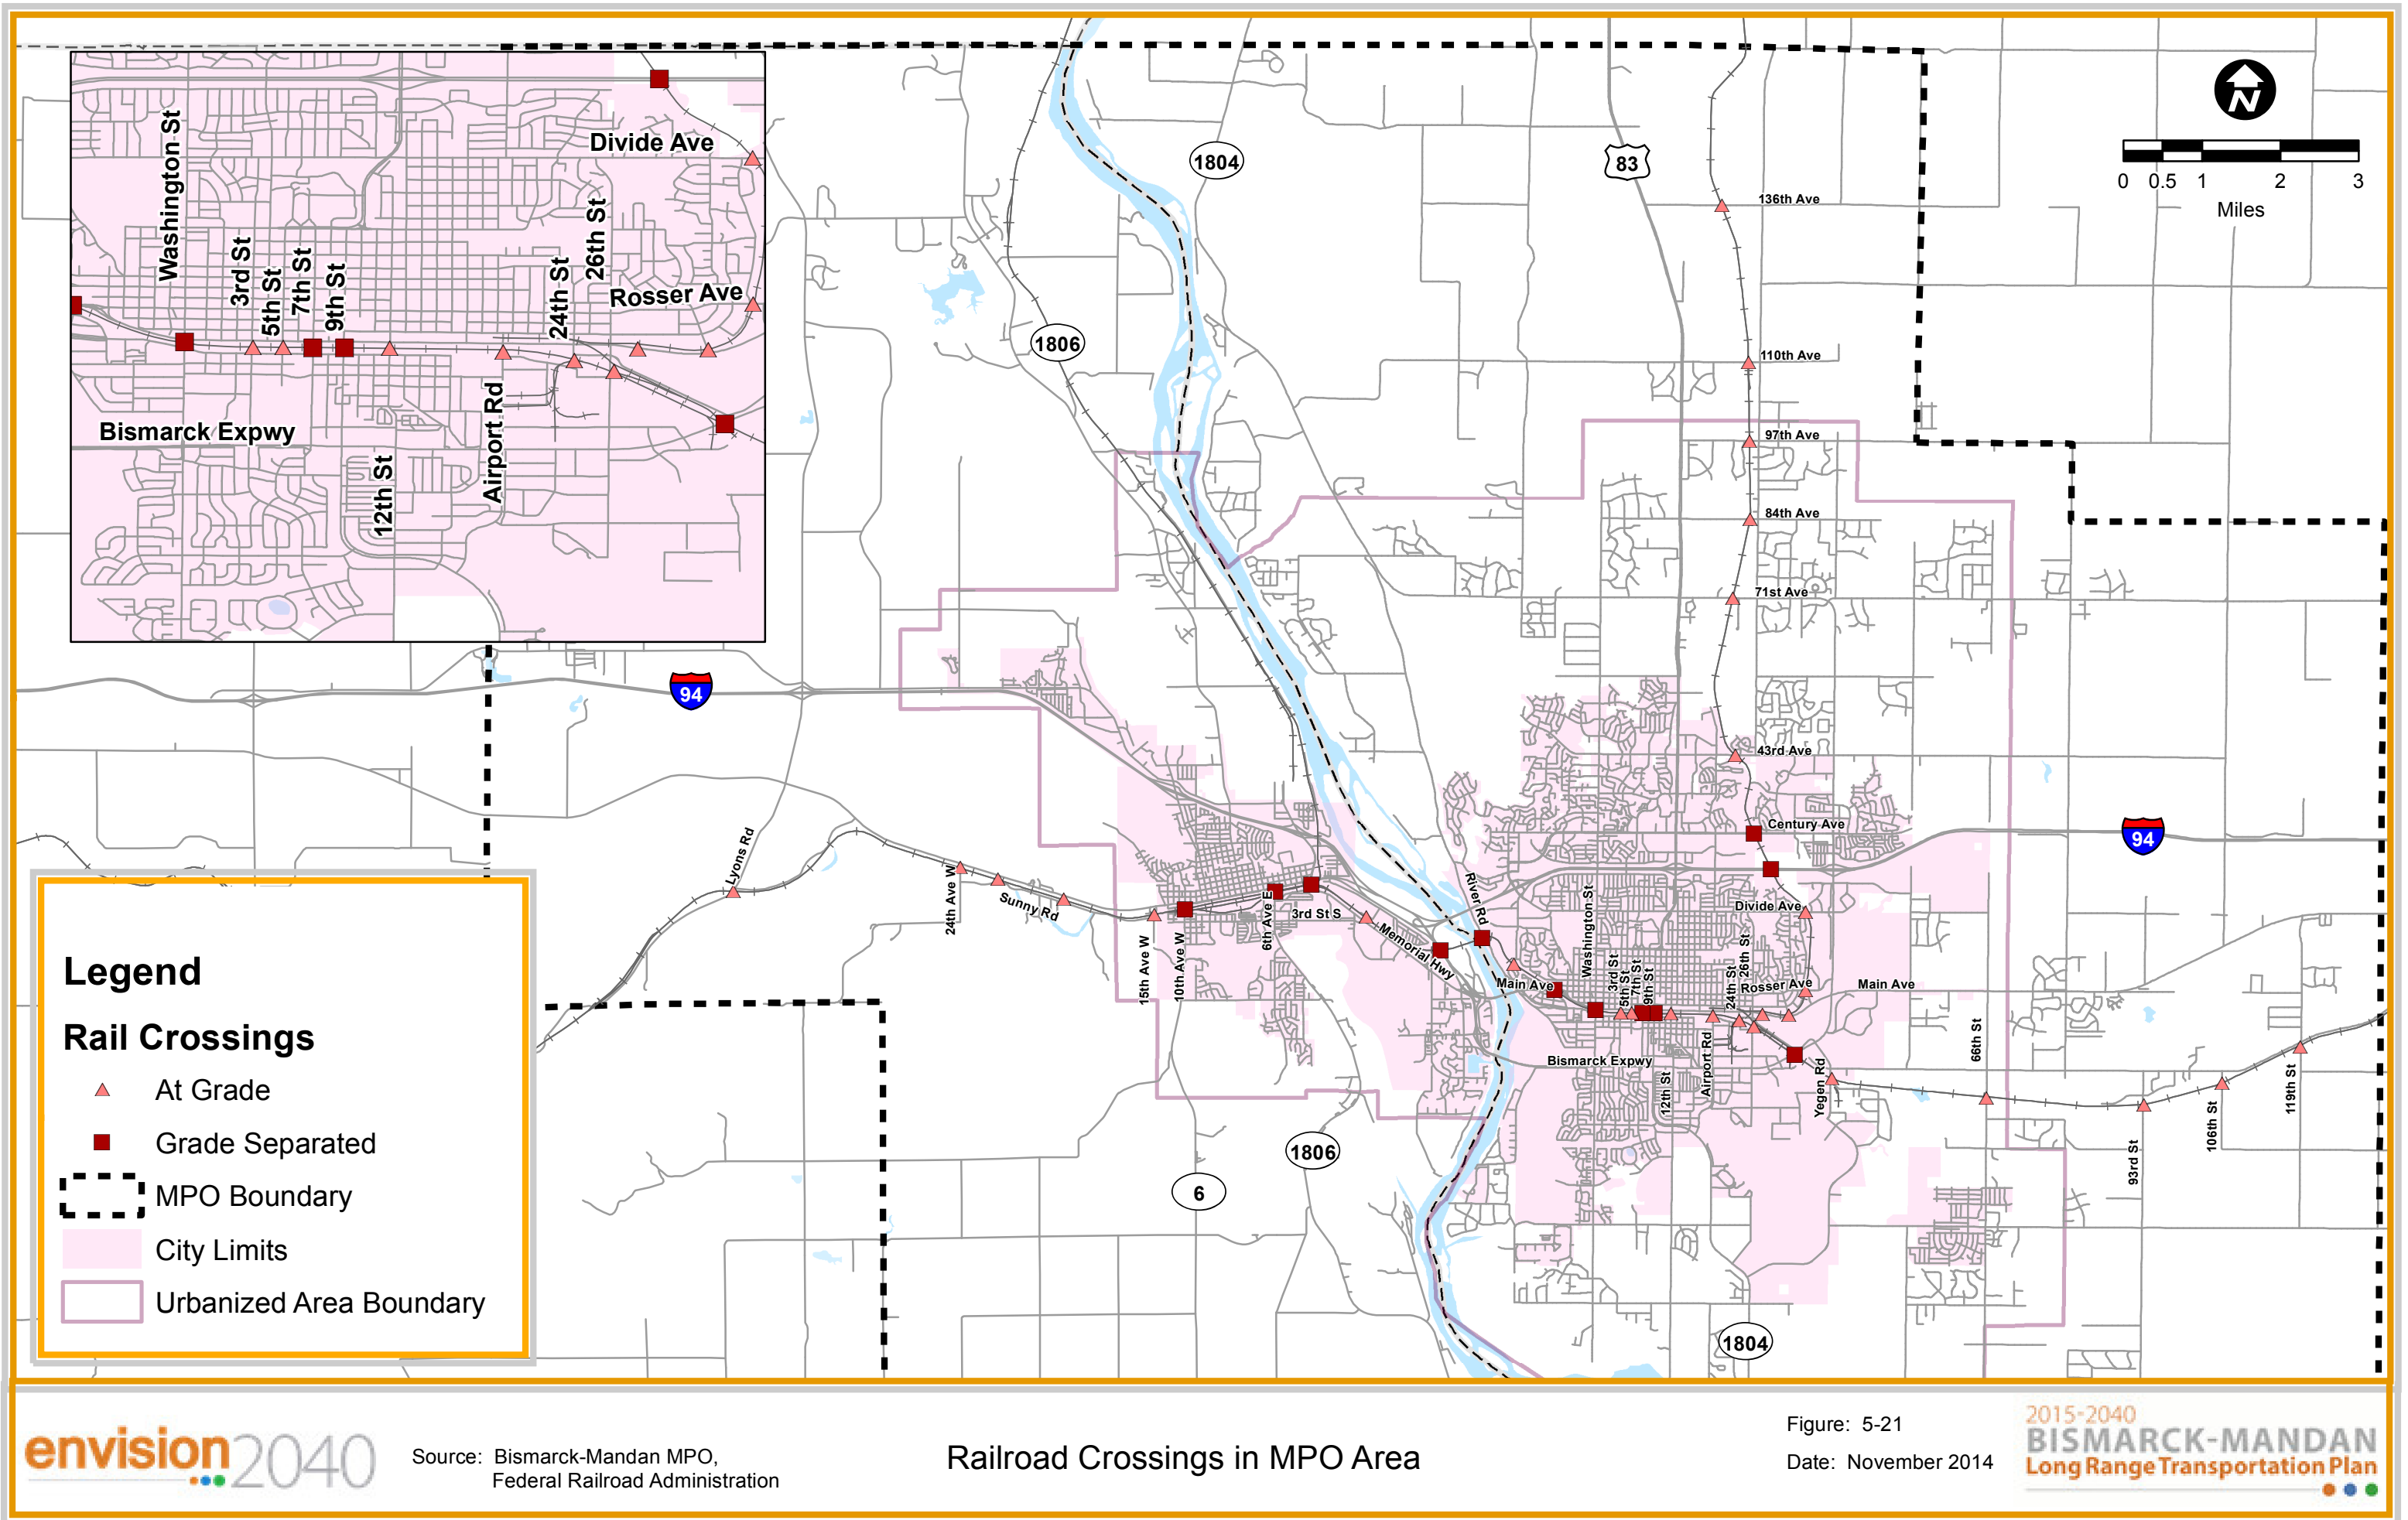 Washington St
3rd St
5th St
7th St
9th St
24th St
26th St
Divide Ave
Rosser Ave
Bismarck Expwy
12th St
Airport Rd
N
0 0.5 1 2 3
Miles
1804
83
136th Ave
1806
110th Ave
97th Ave
84th Ave
71st Ave
94
43rd Ave
Century Ave
94
Lyons Rd
24th Ave W
Sunny Rd
15th Ave W
10th Ave W
6th Ave E
3rd St S
Memorial Hwy
River Rd
Main Ave
Washington St
3rd St
5th St
7th St
9th St
24th St
26th St
Divide Ave
Rosser Ave
Main Ave
Bismarck Expwy
12th St
Airport Rd
Yegen Rd
66th St
93rd St
106th St
119th St
1806
6
1804
Legend
Rail Crossings
At Grade
Grade Separated
MPO Boundary
City Limits
Urbanized Area Boundary
envision2040
Source: Bismarck-Mandan MPO,
Federal Railroad Administration
Railroad Crossings in MPO Area
Figure: 5-21
Date: November 2014
2015-2040
BISMARCK-MANDAN
Long Range Transportation Plan